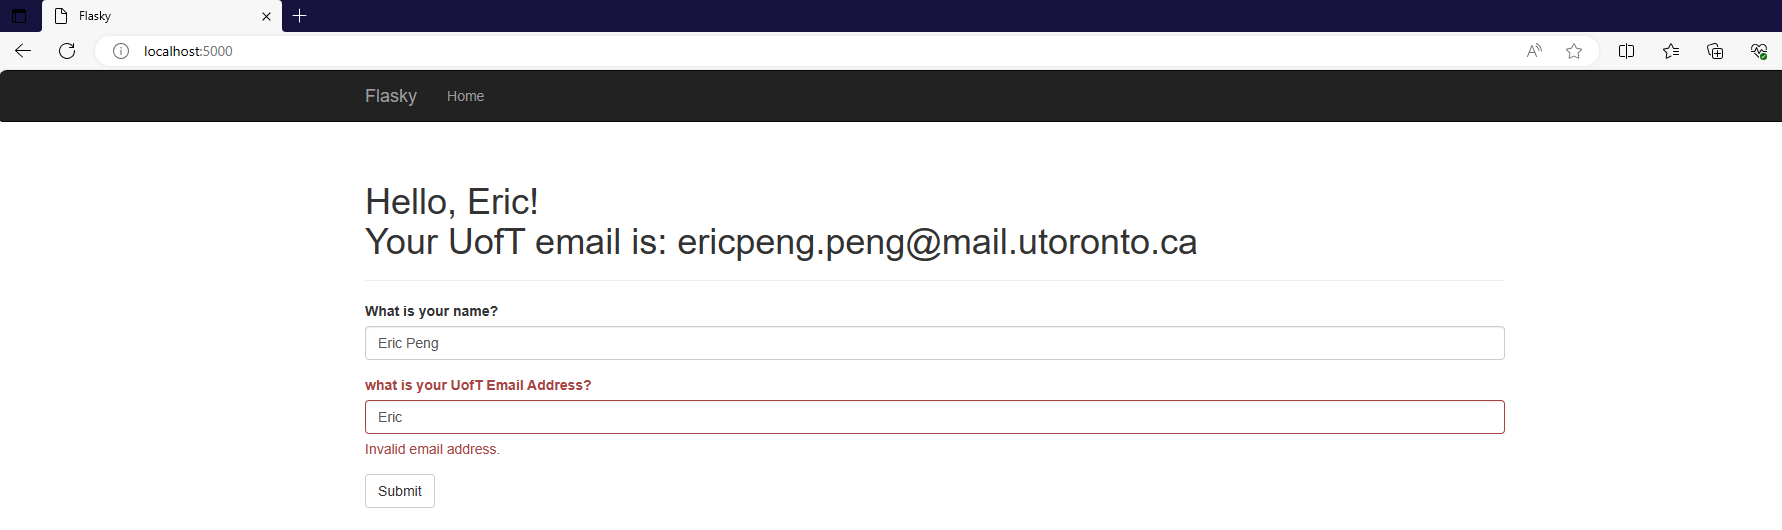 Flasky
localhost:5000
Flasky Home
Hello, Eric!
Your UofT email is: ericpeng.peng@mail.utoronto.ca
What is your name?
Eric Peng
what is your UofT Email Address?
Eric
Invalid email address.
Submit